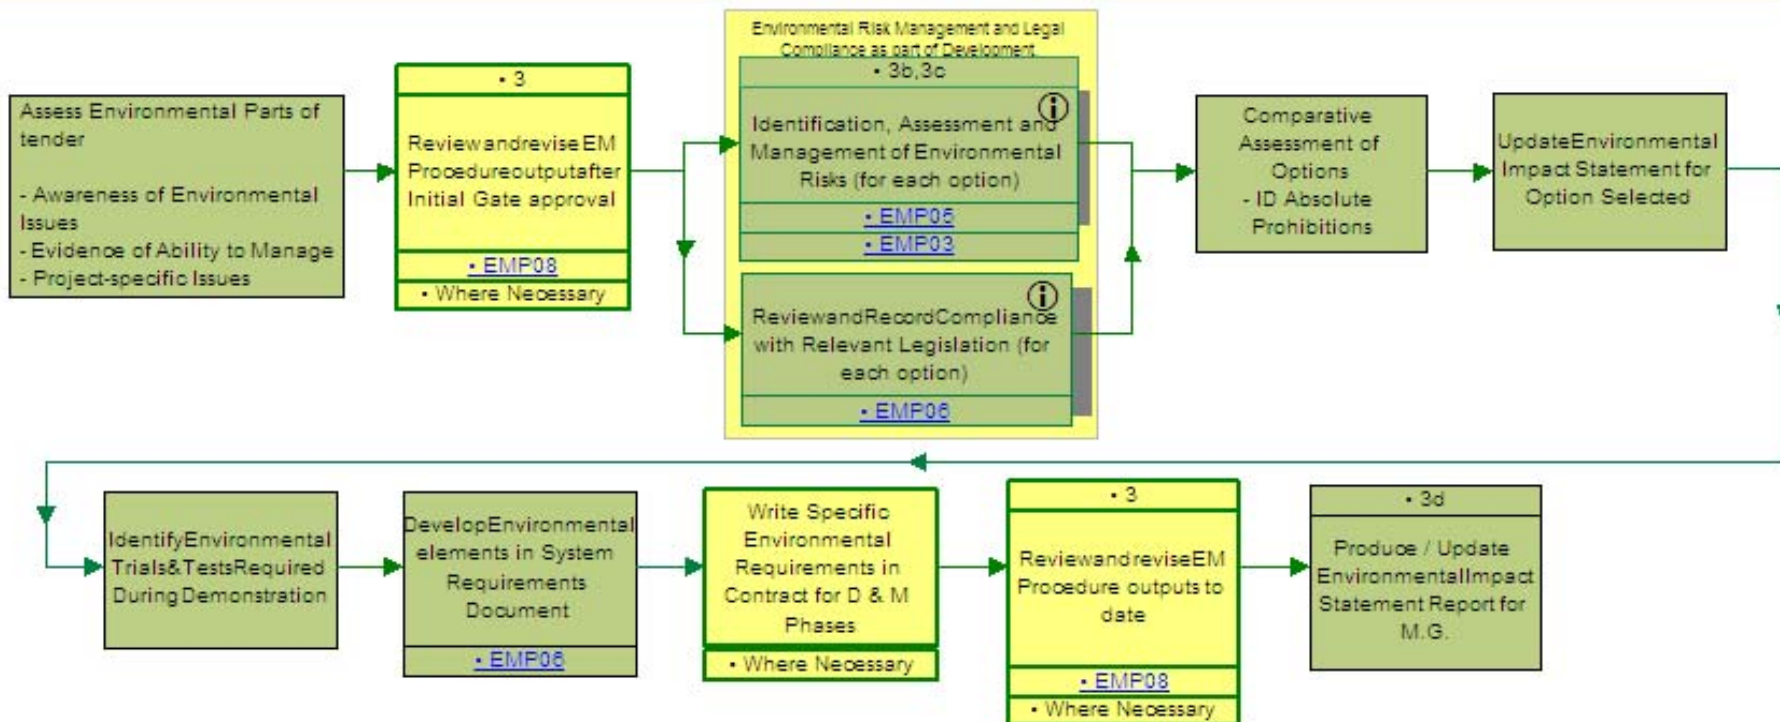 Environmental Risk Management and Legal
Compliance as part of Development
Assess Environmental Parts of
tender
- Awareness of Environmental
Issues
- Evidence of Ability to Manage
- Project-specific Issues
• 3
ReviewandreviseEM
Procedureoutputafter
Initial Gate approval
• EMP08
• Where Necessary
• 3b,3c
Identification, Assessment and
Management of Environmental
Risks (for each option)
• EMP05
• EMP03
ReviewandRecordCompliance
with Relevant Legislation (for
each option)
• EMP06
Comparative
Assessment of
Options
- ID Absolute
Prohibitions
UpdateEnvironmental
Impact Statement for
Option Selected
IdentifyEnvironmental
Trials&TestsRequired
DuringDemonstration
DevelopEnvironmental
elements in System
Requirements
Document
• EMP06
Write Specific
Environmental
Requirements in
Contract for D & M
Phases
• Where Necessary
• 3
ReviewandreviseEM
Procedure outputs to
date
• EMP08
• Where Necessary
• 3d
Produce / Update
EnvironmentalImpact
Statement Report for
M.G.